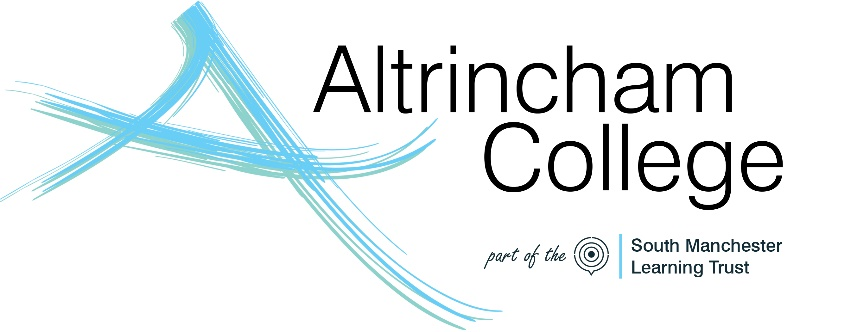 Altrincham
College
part of the
South Manchester
Learning Trust